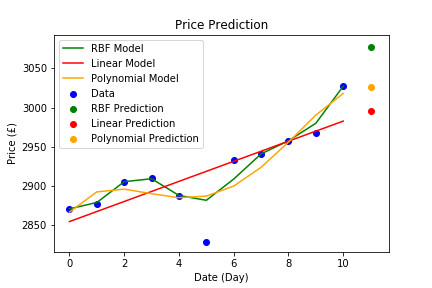 Price Prediction
RBF Model
Linear Model
Polynomial Model
Data
RBF Prediction
Linear Prediction
Polynomial Prediction
3050
3000
2950
2900
2850
Price (£)
0 2 4 6 8 10
Date (Day)